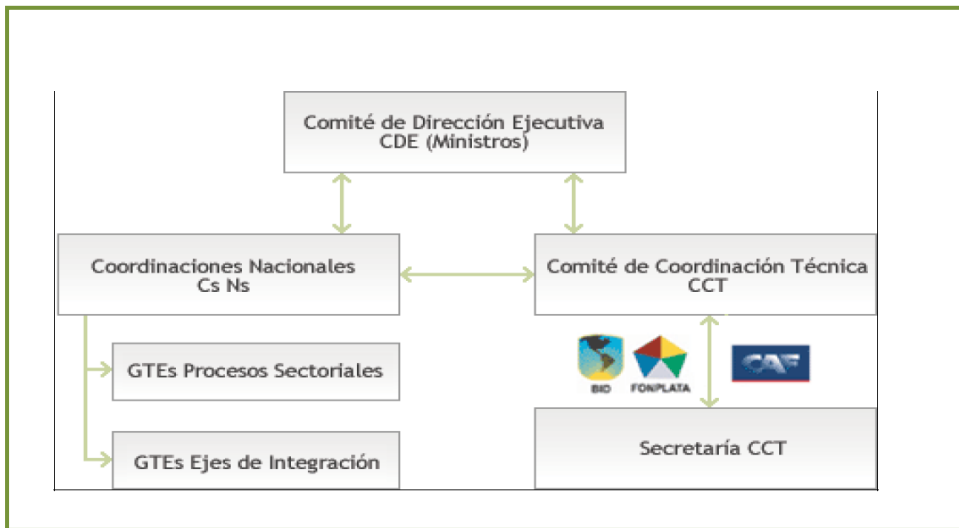 Comité de Dirección Ejecutiva
CDE (Ministros)
Coordinaciones Nacionales
Cs Ns
Comité de Coordinación Técnica
CCT
GTEs Procesos Sectoriales
BID
FONPLATA
CAF
GTEs Ejes de Integración
Secretaría CCT